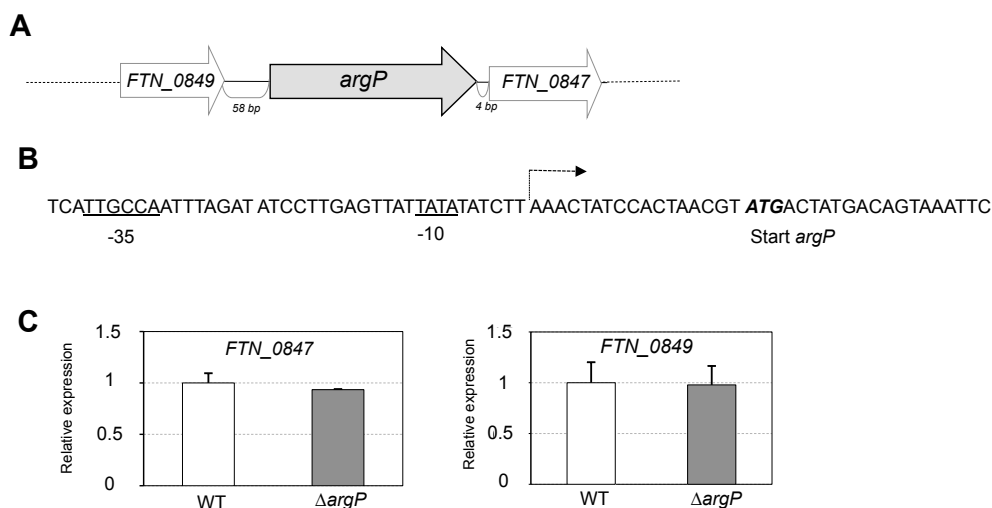 A
FTN_0849 argP FTN_0847
58 bp 4 bp
B
TCATTGCCAATTTAGAT ATCCTTGAGTTATTATATATCTT AAACTATCCACTAACGT ATGACTATGACAGTAAATTC
-35 -10 Start argP
C
FTN_0847
Relative expression
1.5
1
0.5
0
WT ΔargP
FTN_0849
Relative expression
1.5
1
0.5
0
WT ΔargP